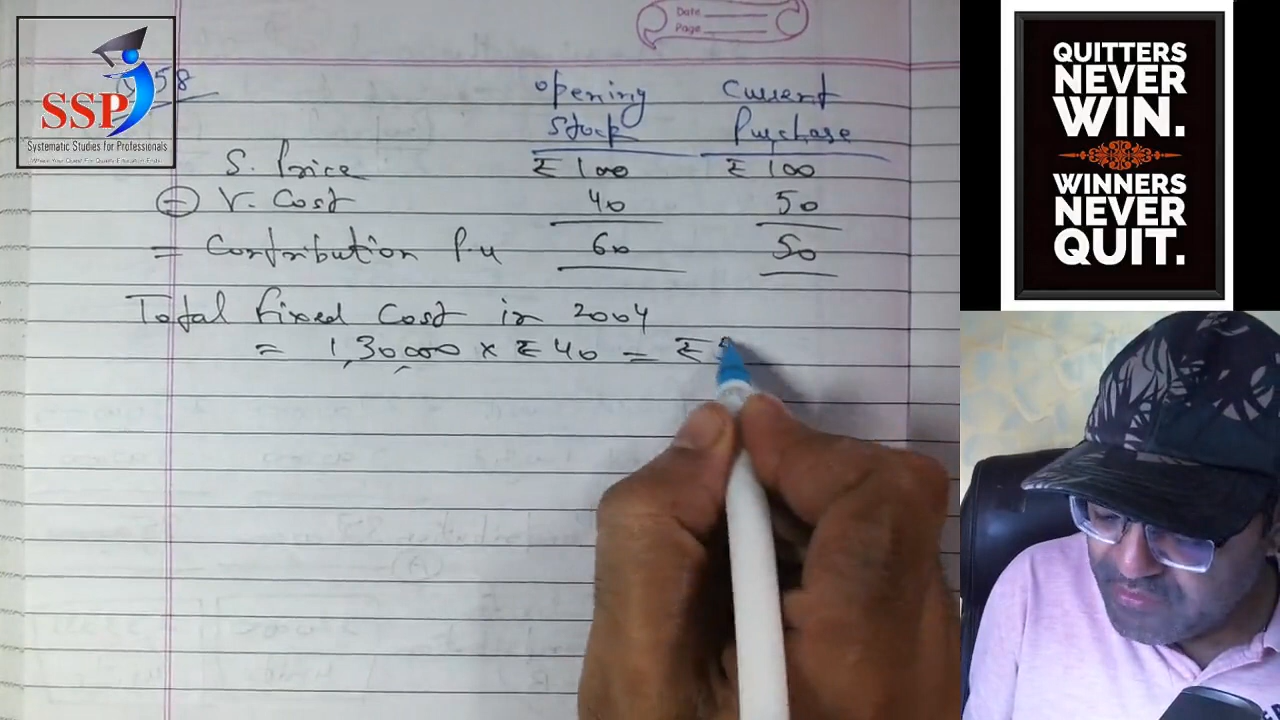 Date
Page
58
SSP
Systematic Studies for Professionals
Opening Stock
Current Purchase
S. Price ₹ 100 ₹ 100
(-) V. Cost 40 50
= Contribution P.U 60 50
Total Fixed Cost in 2004
= 1,30,000 × ₹ 40 = ₹
QUITTERS
NEVER
WIN.
WINNERS
NEVER
QUIT.